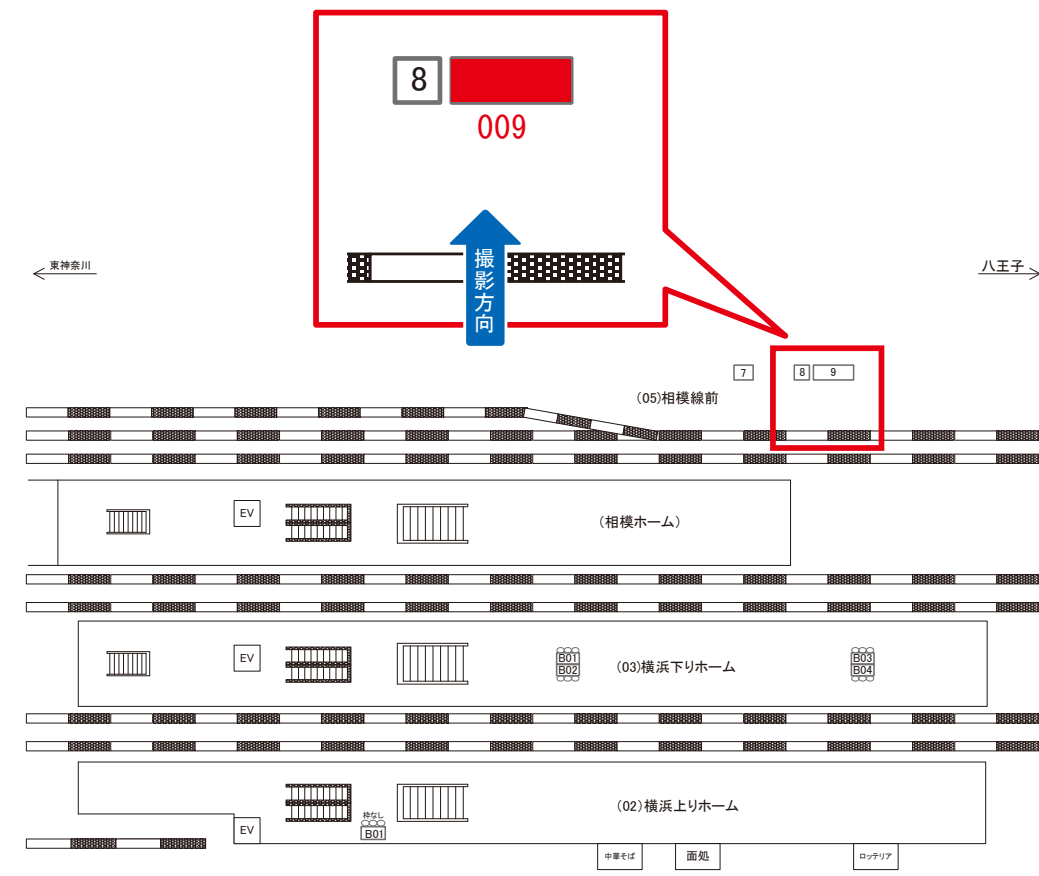 8
009
撮影方向
東神奈川
八王子
7
8
9
(05)相模線前
EV
(相模ホーム)
EV
B01
B02
(03)横浜下りホーム
B03
B04
(02)横浜上りホーム
枠なし
B01
EV
中華そば
面処
ロッテリア